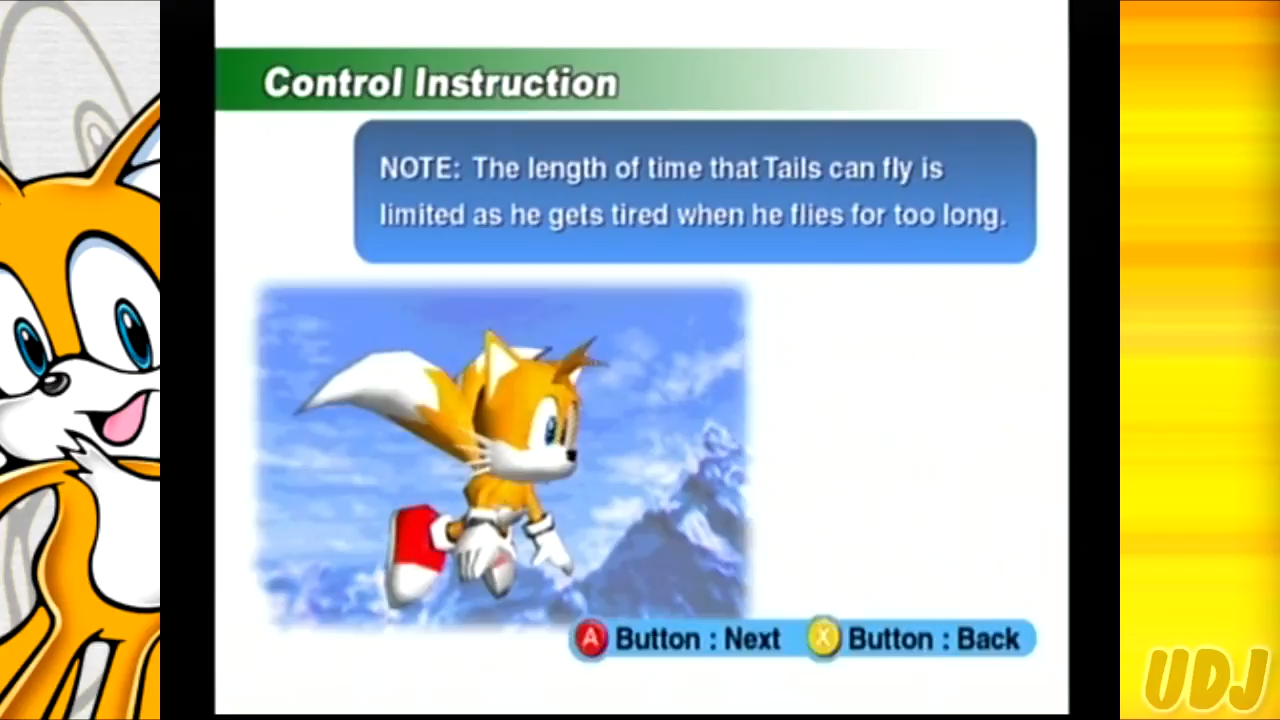 Control Instruction
NOTE: The length of time that Tails can fly is
limited as he gets tired when he flies for too long.
A Button : Next X Button : Back
UDJ